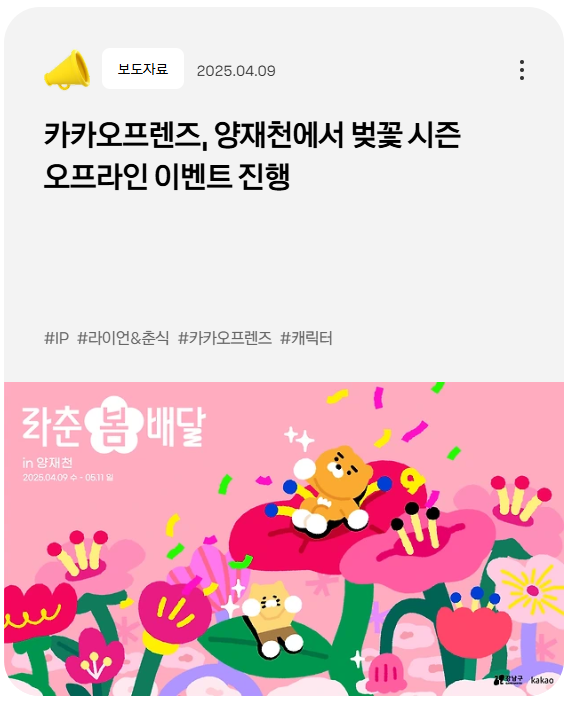 보도자료 2025.04.09
카카오프렌즈, 양재천에서 벚꽃 시즌
오프라인 이벤트 진행
#IP #라이언&춘식 #카카오프렌즈 #캐릭터
라춘 봄 배달
in 양재천
2025.04.09 수 - 05.11 일
강남구 kakao